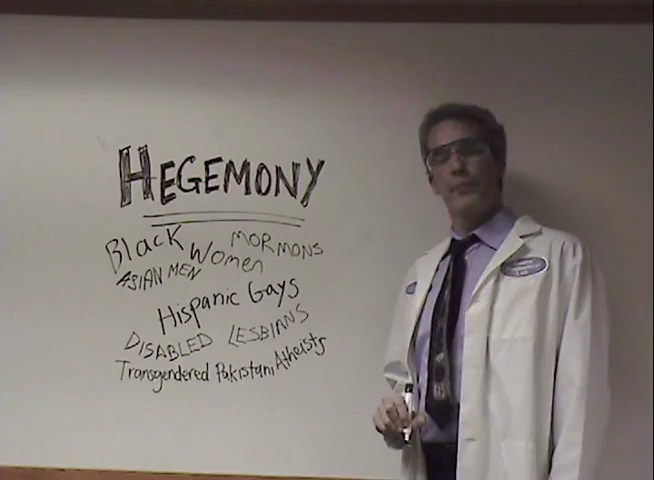 HEGEMONY
Black Women MORMONS
ASIAN MEN
Hispanic Gays
DISABLED LESBIANS
Transgendered Pakistani Atheists